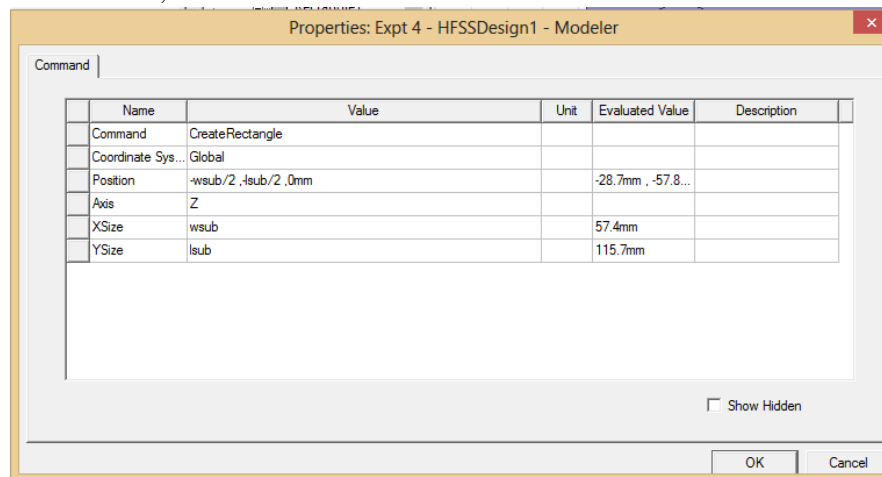 Properties: Expt 4 - HFSSDesign1 - Modeler
Command
Name Value Unit Evaluated Value Description
Command CreateRectangle
Coordinate Sys... Global
Position -wsub/2 ,-lsub/2 ,0mm -28.7mm , -57.8...
Axis Z
XSize wsub 57.4mm
YSize lsub 115.7mm
Show Hidden
OK Cancel